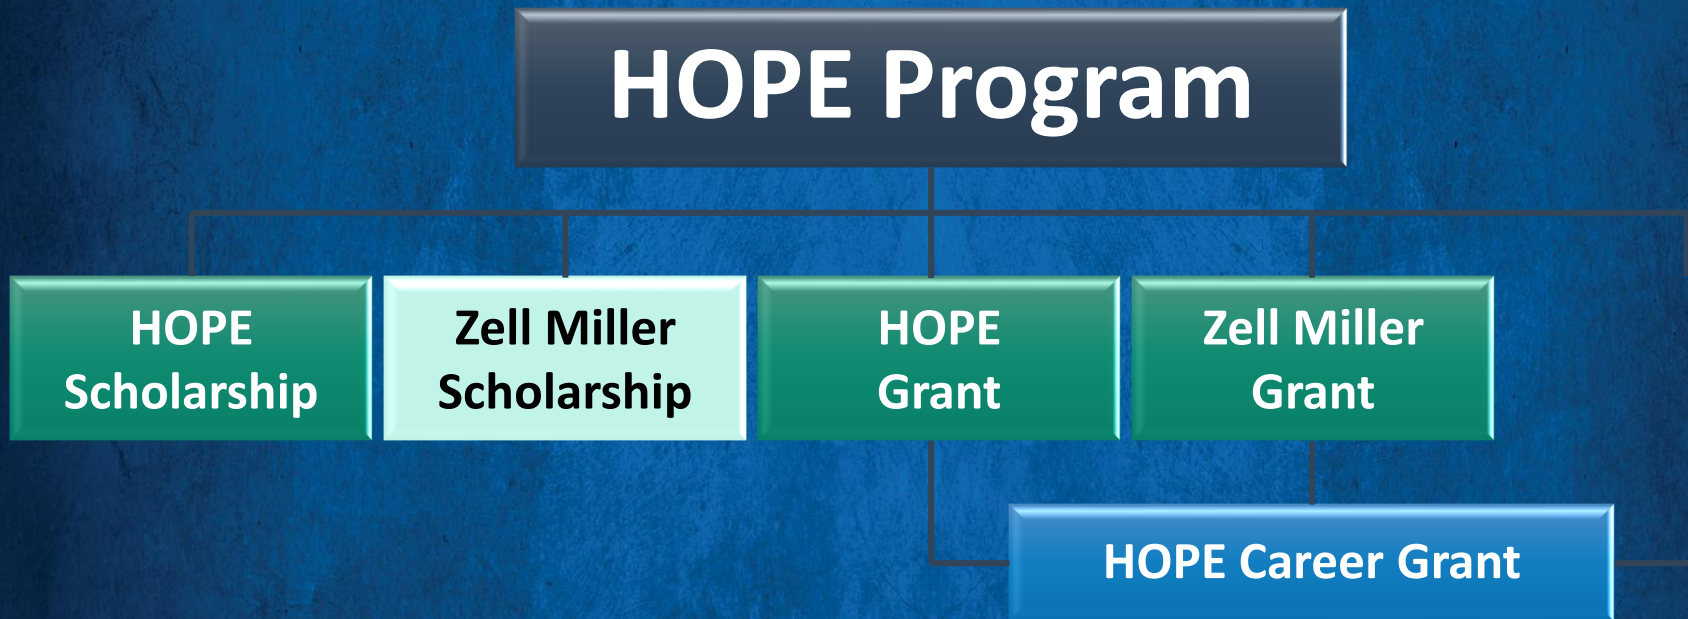 HOPE Program
HOPE
Scholarship
Zell Miller
Scholarship
HOPE
Grant
Zell Miller
Grant
HOPE Career Grant